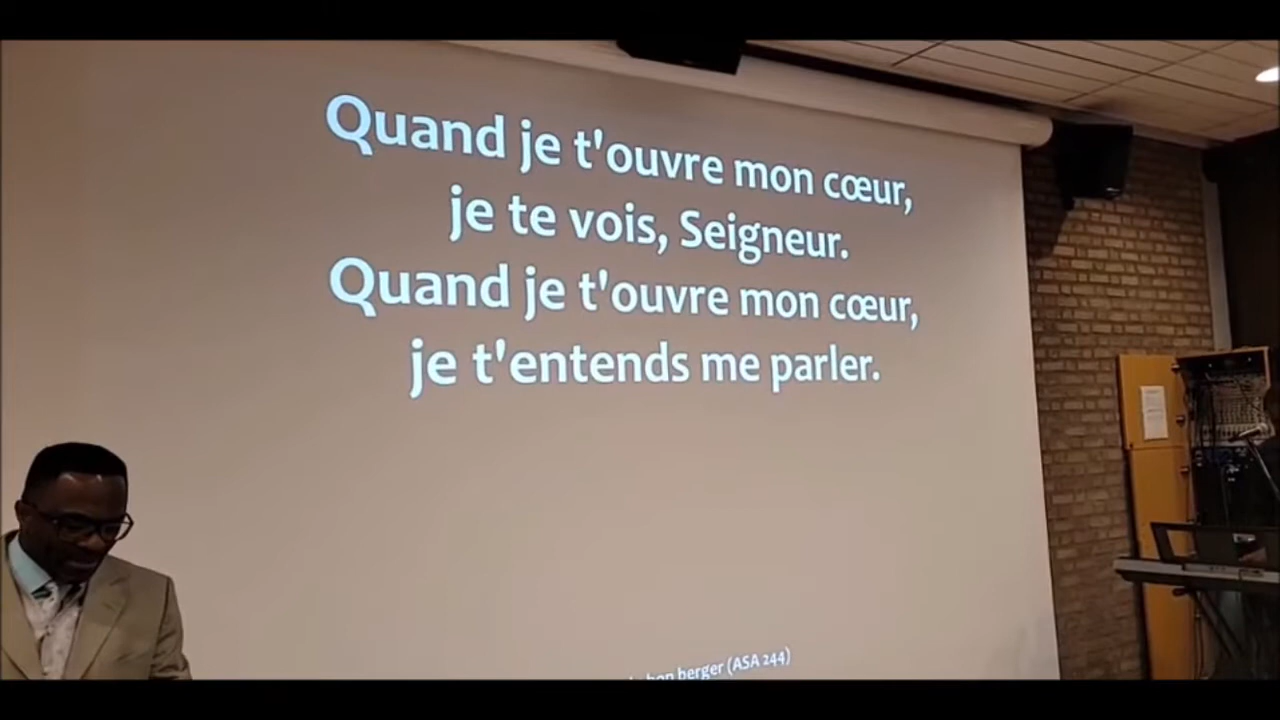 Quand je t'ouvre mon cœur,
je te vois, Seigneur.
Quand je t'ouvre mon cœur,
je t'entends me parler.
bon berger (ASA 244)